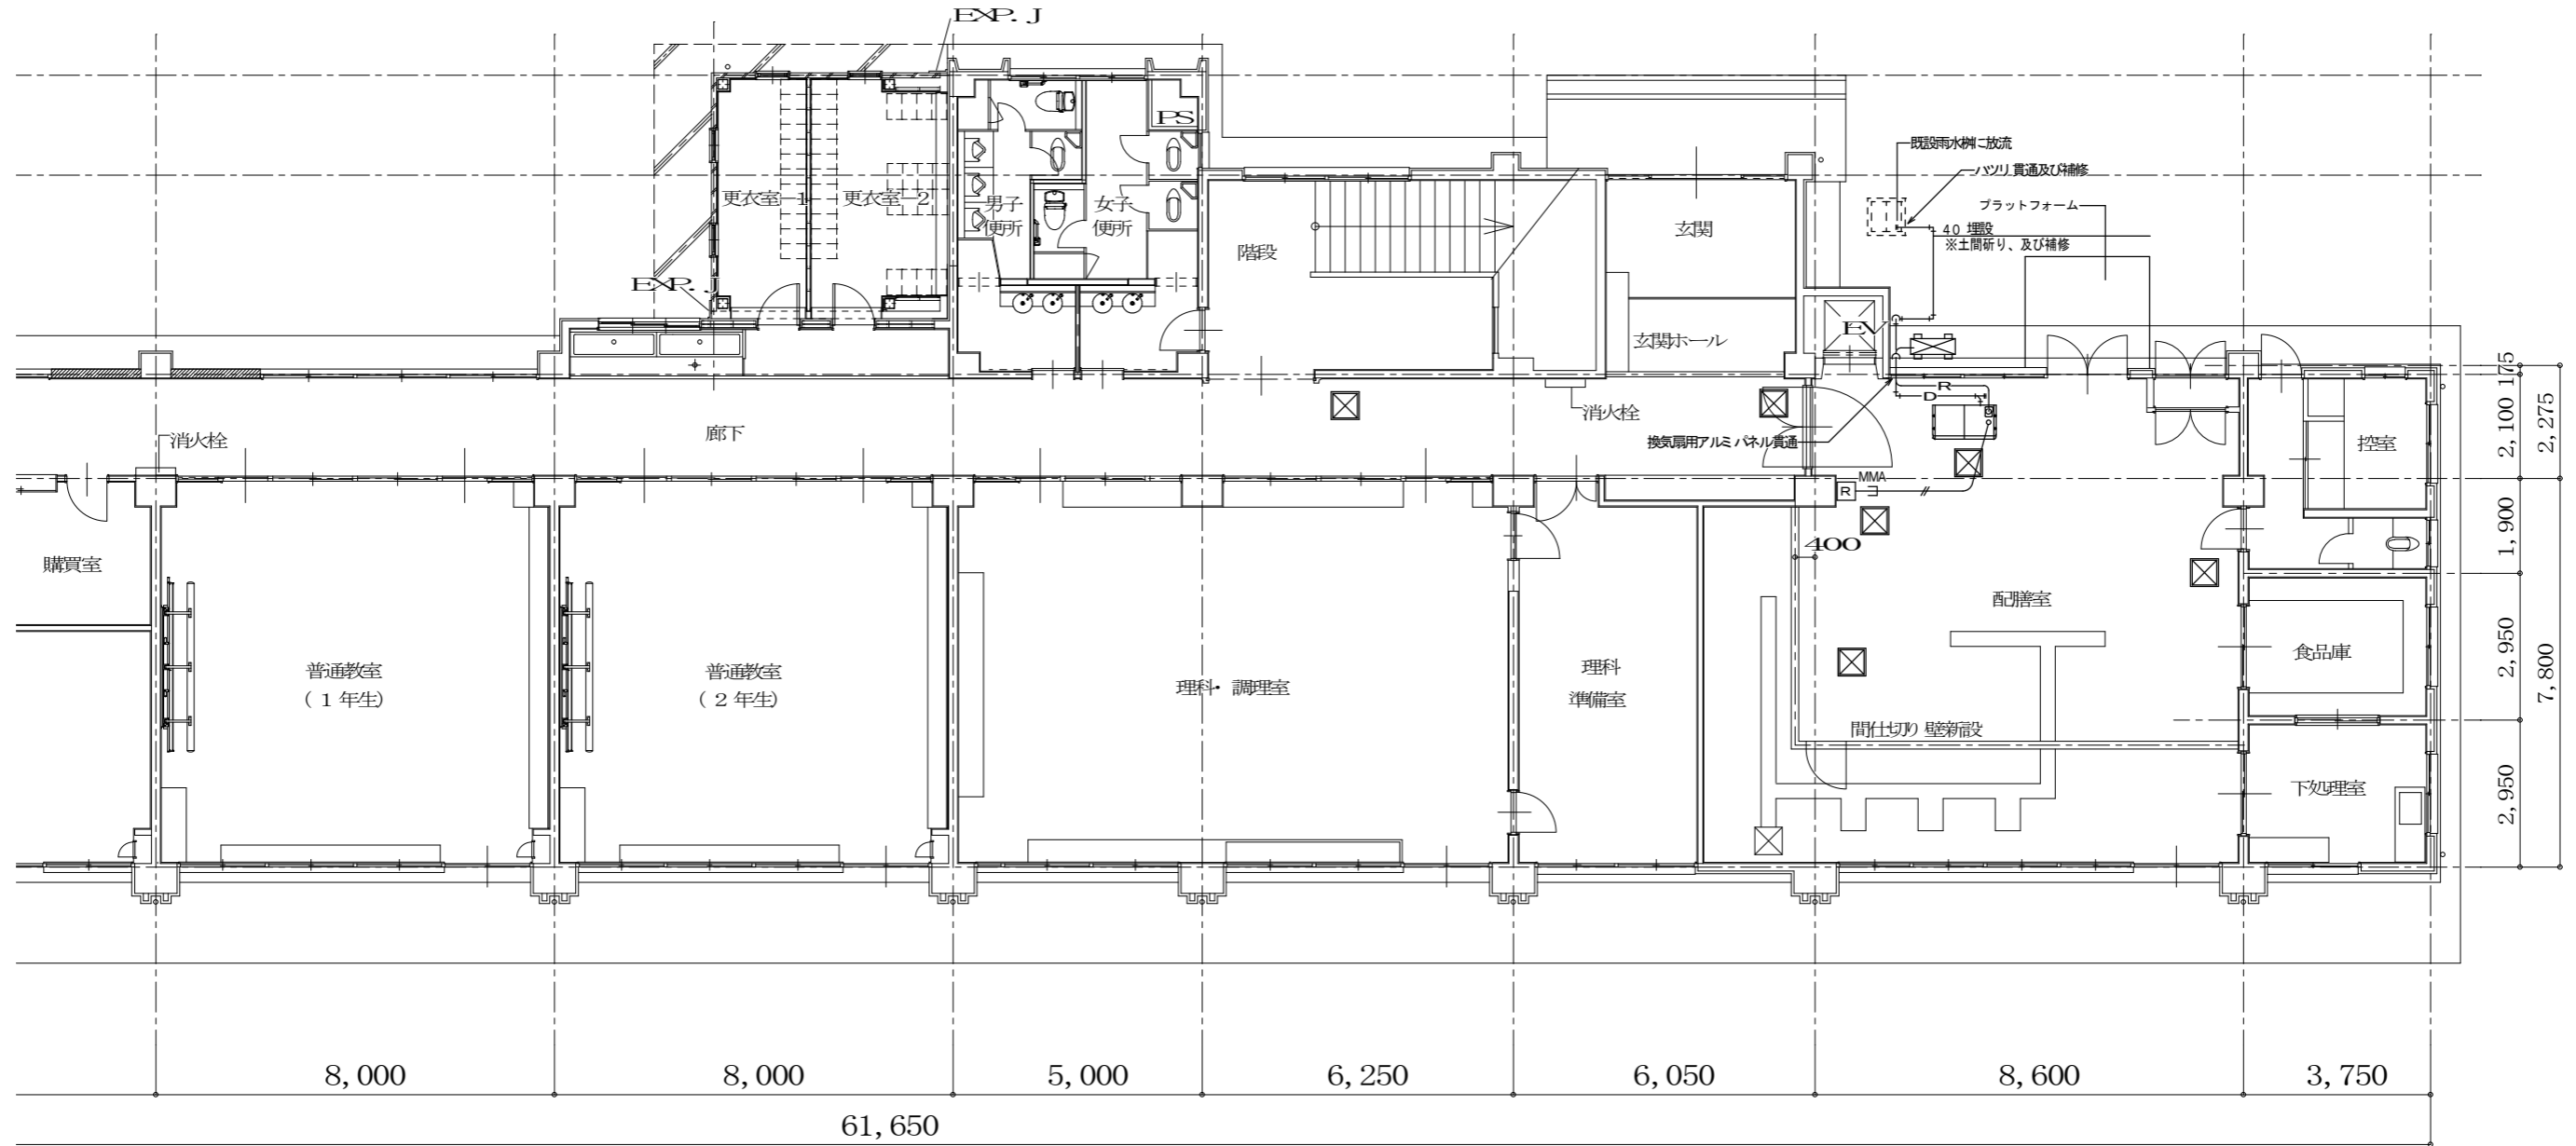 EXP. J
PS
既設雨水桝に放流
ハツリ貫通及び補修
プラットフォーム
40 埋設
※土間斫り、及び補修
更衣室-1
更衣室-2
男子
便所
女子
便所
階段
玄関
EXP. J
玄関ホール
EV
R
D
消火栓
廊下
消火栓
換気扇用アルミパネル貫通
控室
175
2,100
2,275
R
MMA
購買室
400
1,900
配膳室
食品庫
2,950
7,800
普通教室
(1年生)
普通教室
(2年生)
理科・調理室
理科
準備室
間仕切り壁新設
下処理室
2,950
8,000
8,000
5,000
6,250
6,050
8,600
3,750
61,650